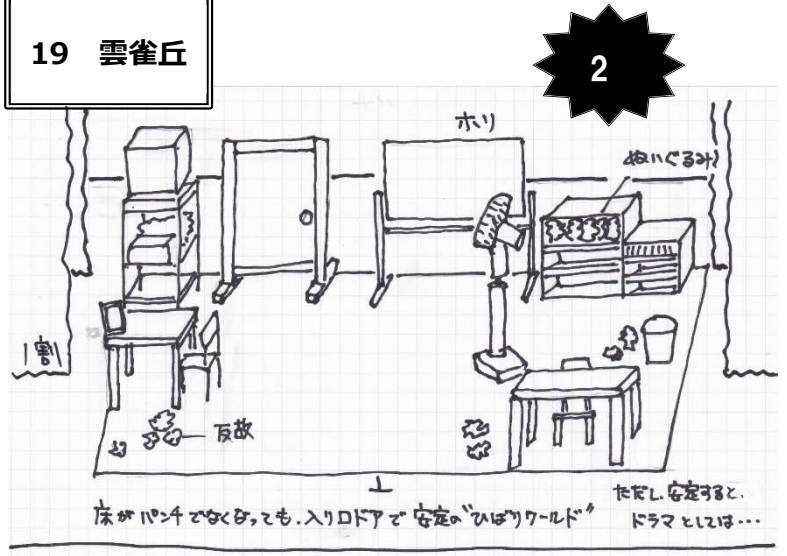 19 雲雀丘
2
ホリ
ぬいぐるみ
1割
反故
床がパンチでなくなっても、入り口ドアで安定の"ひばりワールド"
ただし、安定すると、
ドラマとしては…